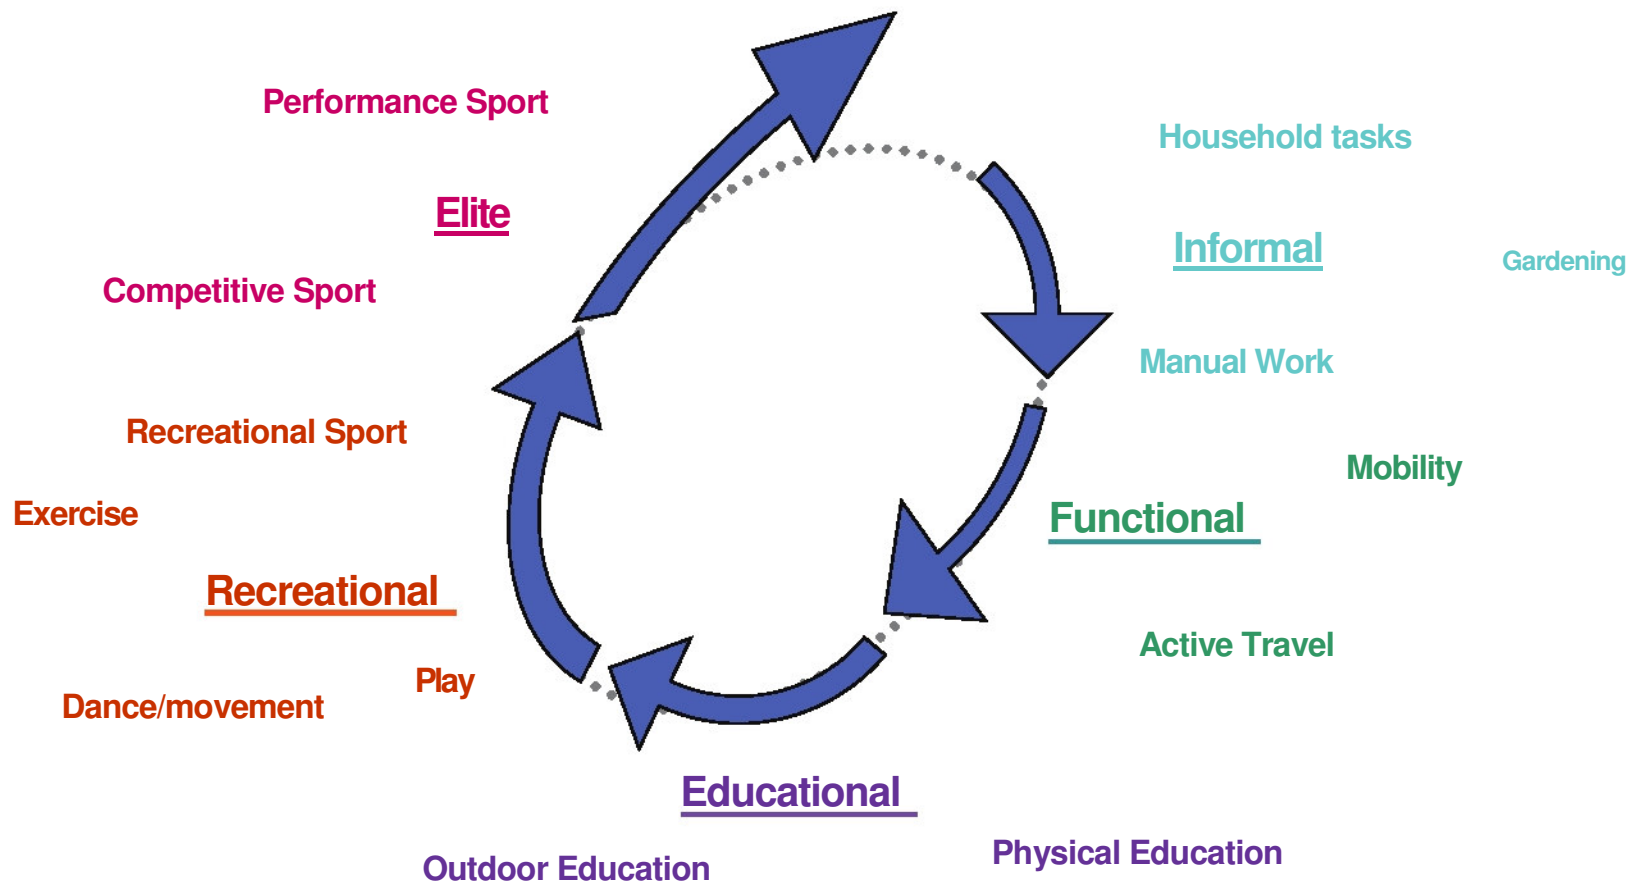 Performance Sport
Household tasks
Elite
Informal
Gardening
Competitive Sport
Manual Work
Recreational Sport
Mobility
Exercise
Functional
Recreational
Active Travel
Play
Dance/movement
Educational
Physical Education
Outdoor Education